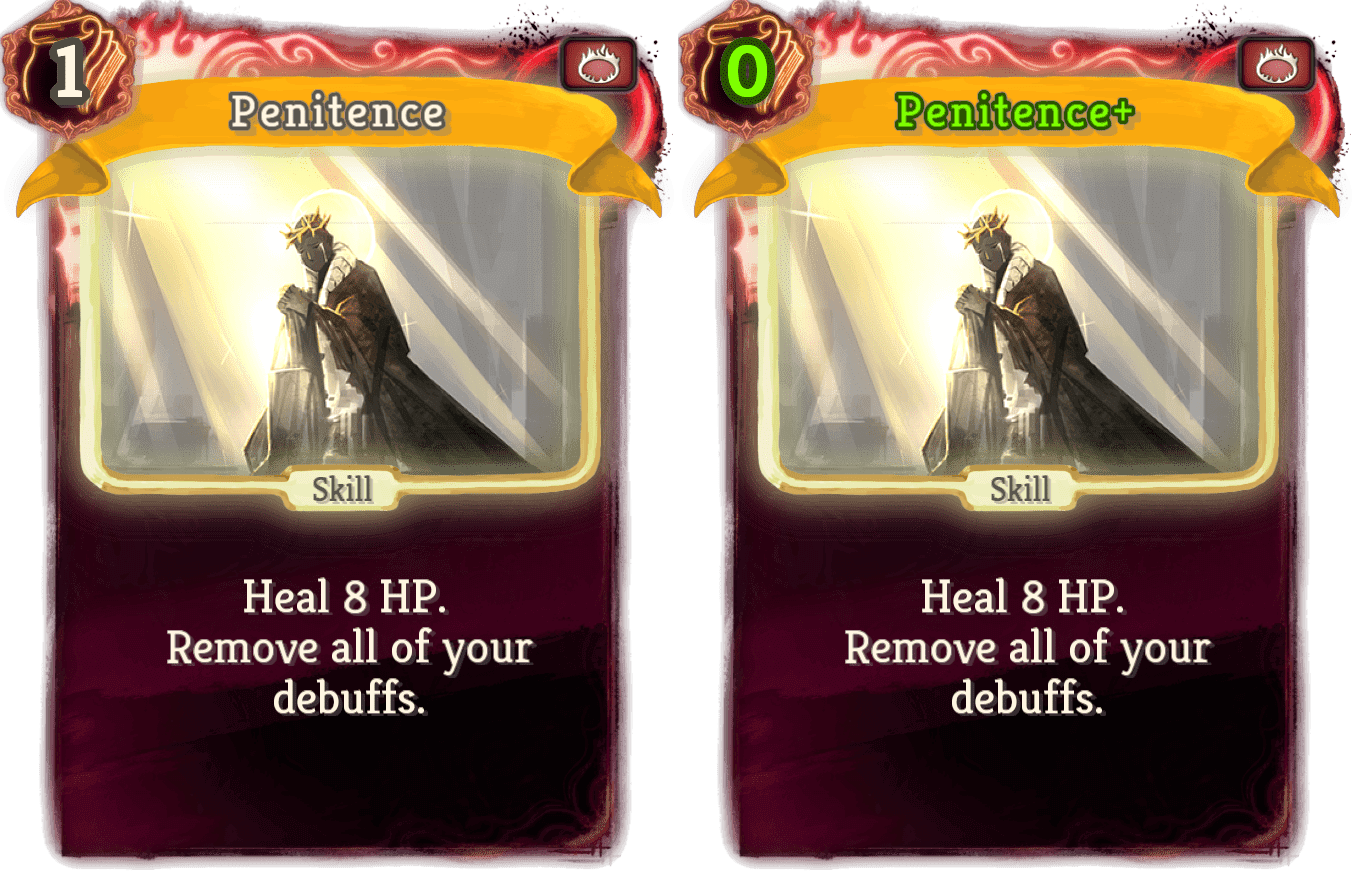 1
Penitence
Skill
Heal 8 HP.
Remove all of your
debuffs.
0
Penitence+
Skill
Heal 8 HP.
Remove all of your
debuffs.